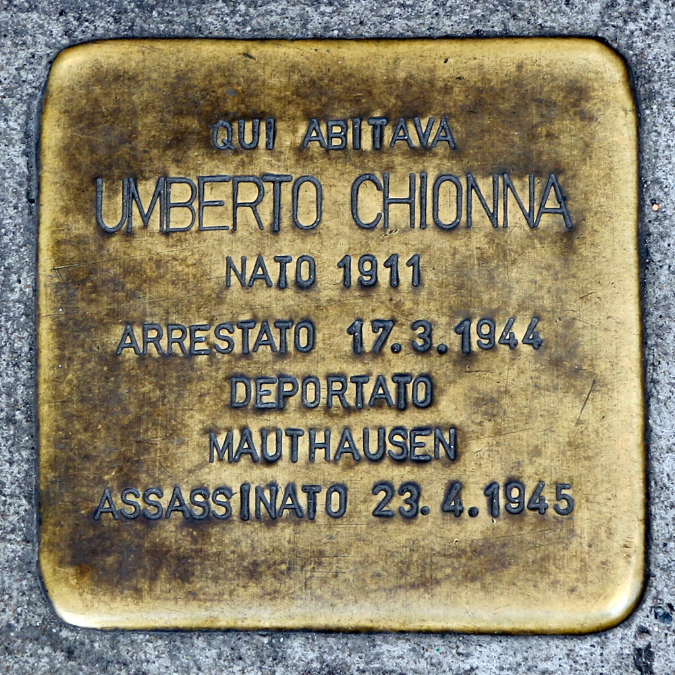 QUI ABITAVA
UMBERTO CHIONNA
NATO 1911
ARRESTATO 17.3.1944
DEPORTATO
MAUTHAUSEN
ASSASSINATO 23.4.1945